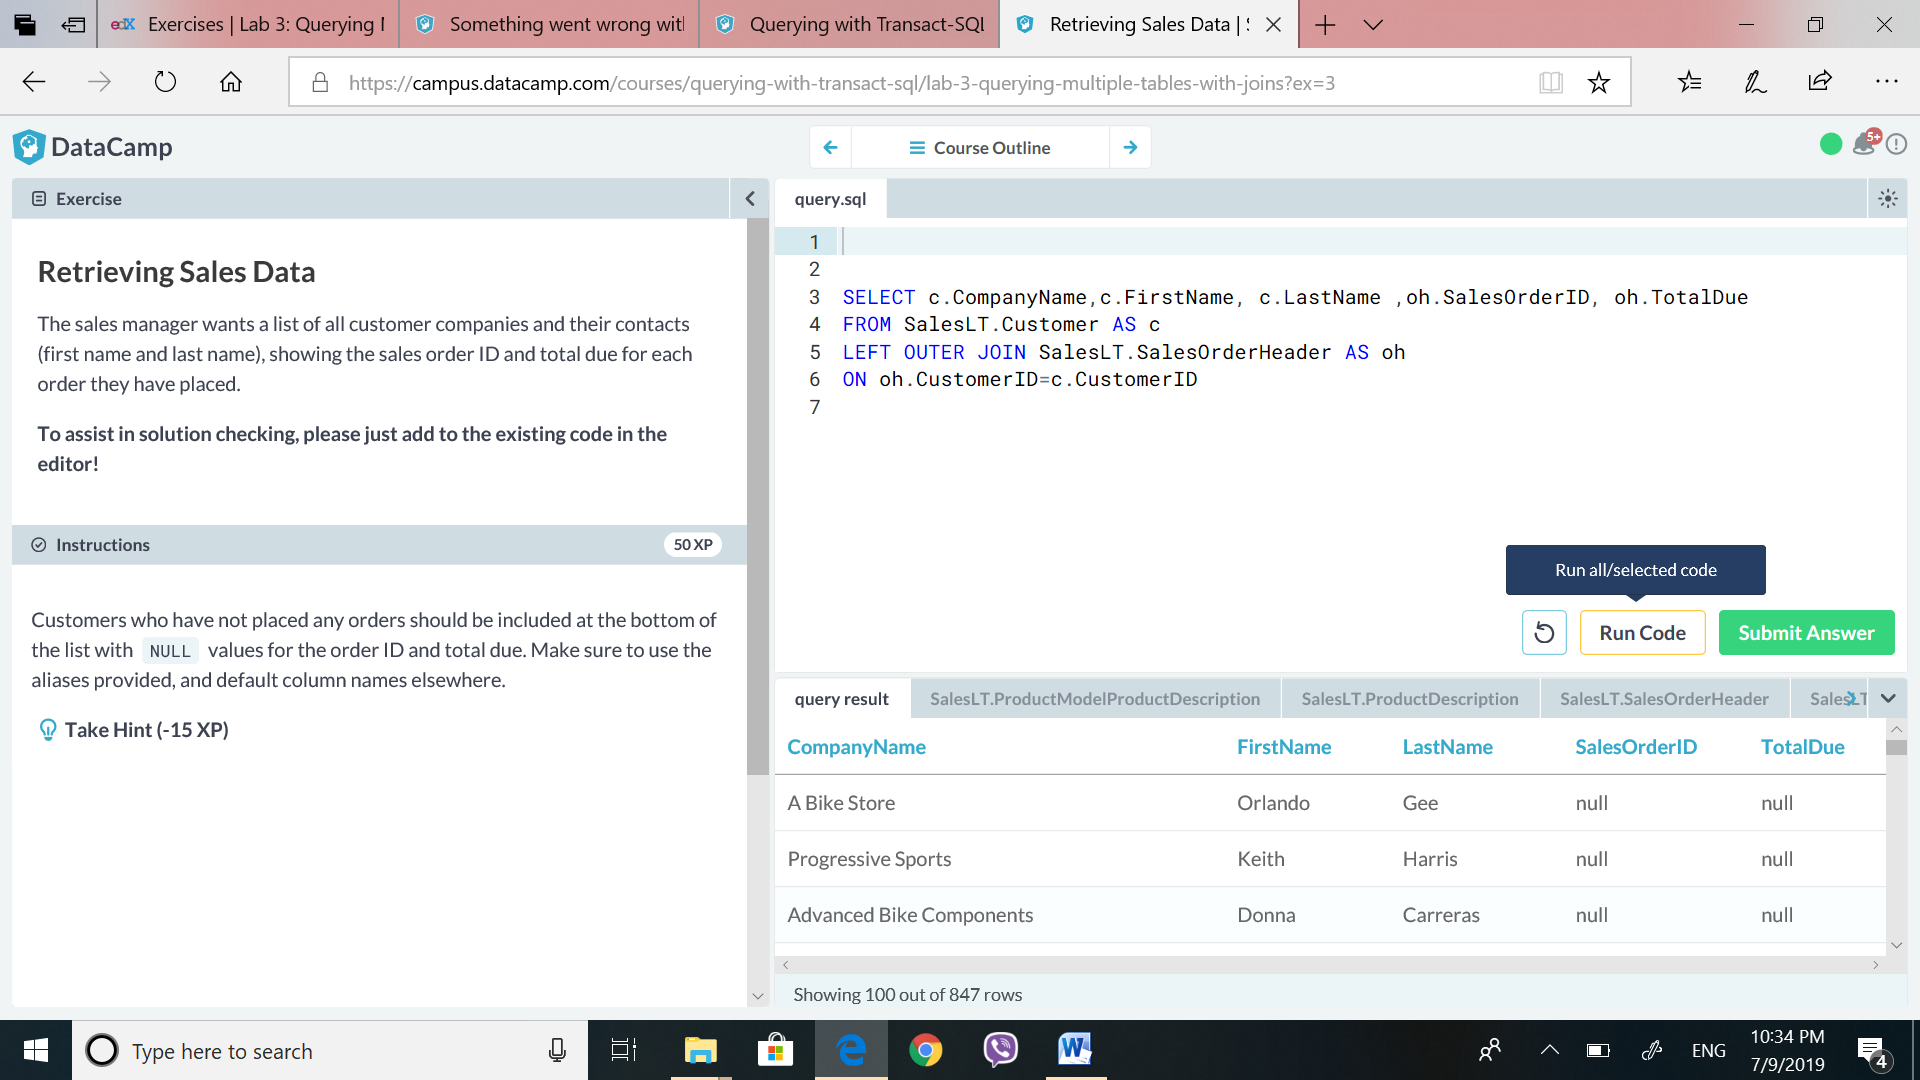 Exercises | Lab 3: Querying
Something went wrong wit
Querying with Transact-SQL
Retrieving Sales Data |
https://campus.datacamp.com/courses/querying-with-transact-sql/lab-3-querying-multiple-tables-with-joins?ex=3
DataCamp
Course Outline
5+
Exercise
query.sql
Retrieving Sales Data
The sales manager wants a list of all customer companies and their contacts
(first name and last name), showing the sales order ID and total due for each
order they have placed.
To assist in solution checking, please just add to the existing code in the
editor!
Instructions
50 XP
Customers who have not placed any orders should be included at the bottom of
the list with NULL values for the order ID and total due. Make sure to use the
aliases provided, and default column names elsewhere.
Take Hint (-15 XP)
1
2
3 SELECT c.CompanyName,c.FirstName, c.LastName ,oh.SalesOrderID, oh.TotalDue
4 FROM SalesLT.Customer AS c
5 LEFT OUTER JOIN SalesLT.SalesOrderHeader AS oh
6 ON oh.CustomerID=c.CustomerID
7
Run all/selected code
Run Code
Submit Answer
query result SalesLT.ProductModelProductDescription SalesLT.ProductDescription SalesLT.SalesOrderHeader SalesLT
CompanyName FirstName LastName SalesOrderID TotalDue
A Bike Store Orlando Gee null null
Progressive Sports Keith Harris null null
Advanced Bike Components Donna Carreras null null
Showing 100 out of 847 rows
Type here to search
ENG
10:34 PM
7/9/2019
4